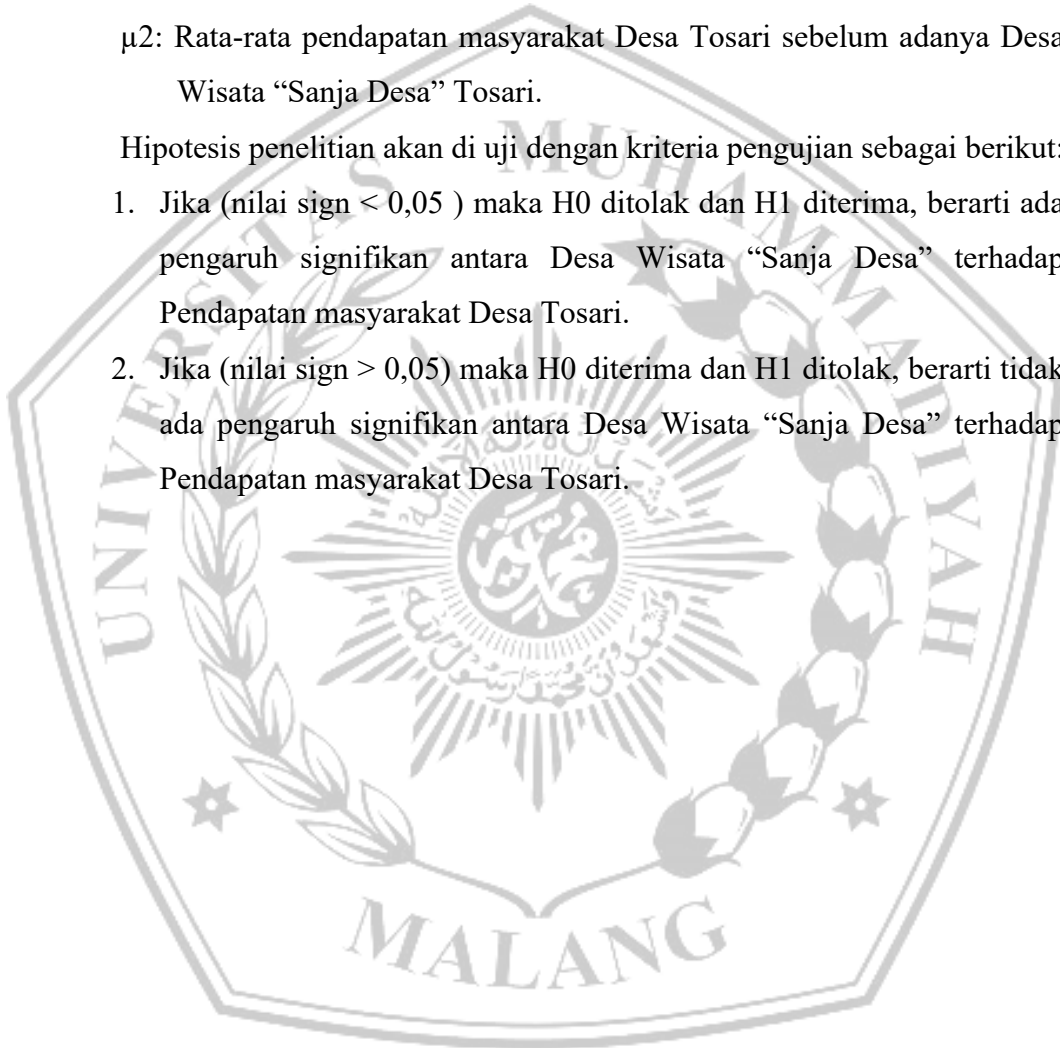 µ2: Rata-rata pendapatan masyarakat Desa Tosari sebelum adanya Desa
Wisata “Sanja Desa” Tosari.
Hipotesis penelitian akan di uji dengan kriteria pengujian sebagai berikut:
1. Jika (nilai sign < 0,05 ) maka H0 ditolak dan H1 diterima, berarti ada
pengaruh signifikan antara Desa Wisata “Sanja Desa” terhadap
Pendapatan masyarakat Desa Tosari.
2. Jika (nilai sign > 0,05) maka H0 diterima dan H1 ditolak, berarti tidak
ada pengaruh signifikan antara Desa Wisata “Sanja Desa” terhadap
Pendapatan masyarakat Desa Tosari.
UNIVERSITAS MUHAMMADIYAH
MALANG